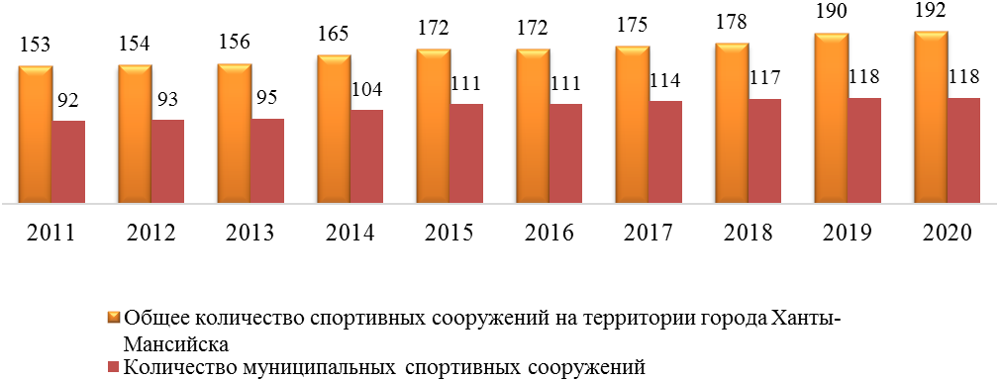 153 154 156 165 172 172 175 178 190 192
92 93 95 104 111 111 114 117 118 118
2011 2012 2013 2014 2015 2016 2017 2018 2019 2020
Общее количество спортивных сооружений на территории города Ханты-
Мансийска
Количество муниципальных спортивных сооружений